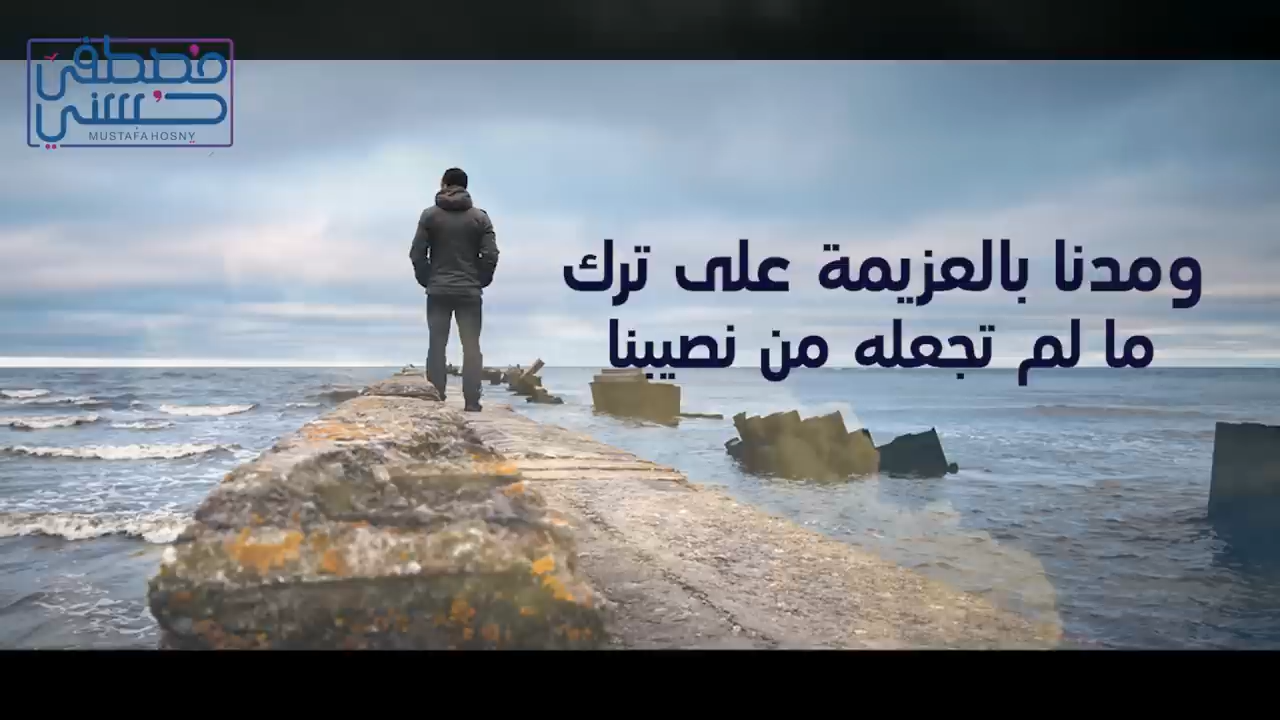 مصطفى
حسني
MUSTAFA HOSNY
ومدنا بالعزيمة على ترك
ما لم تجعله من نصيبنا